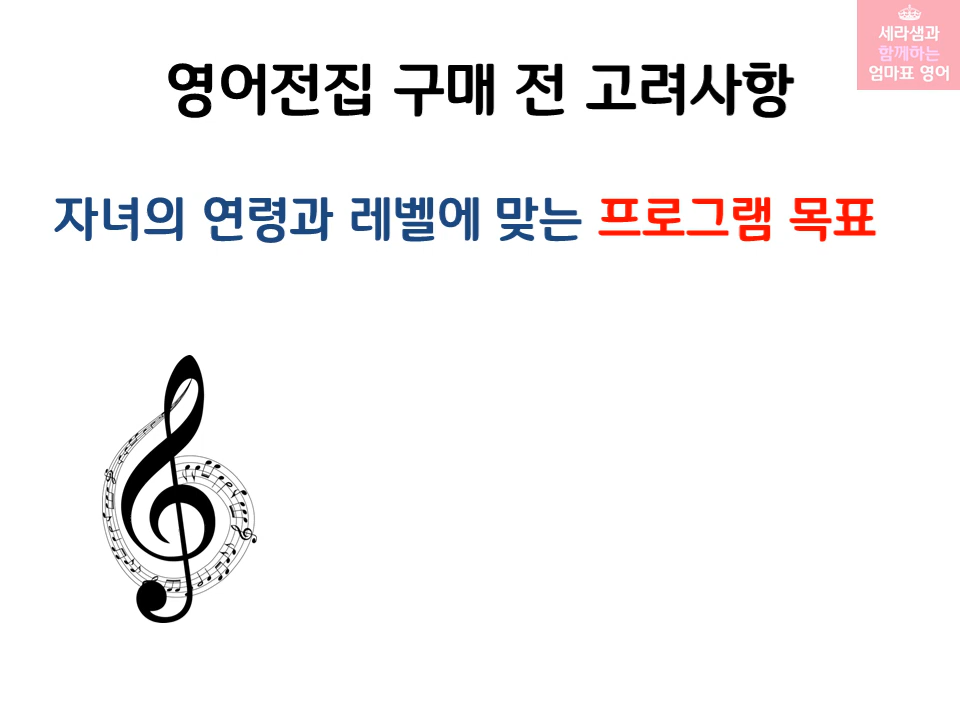 세라샘과
함께하는
엄마표 영어
영어전집 구매 전 고려사항
자녀의 연령과 레벨에 맞는 프로그램 목표